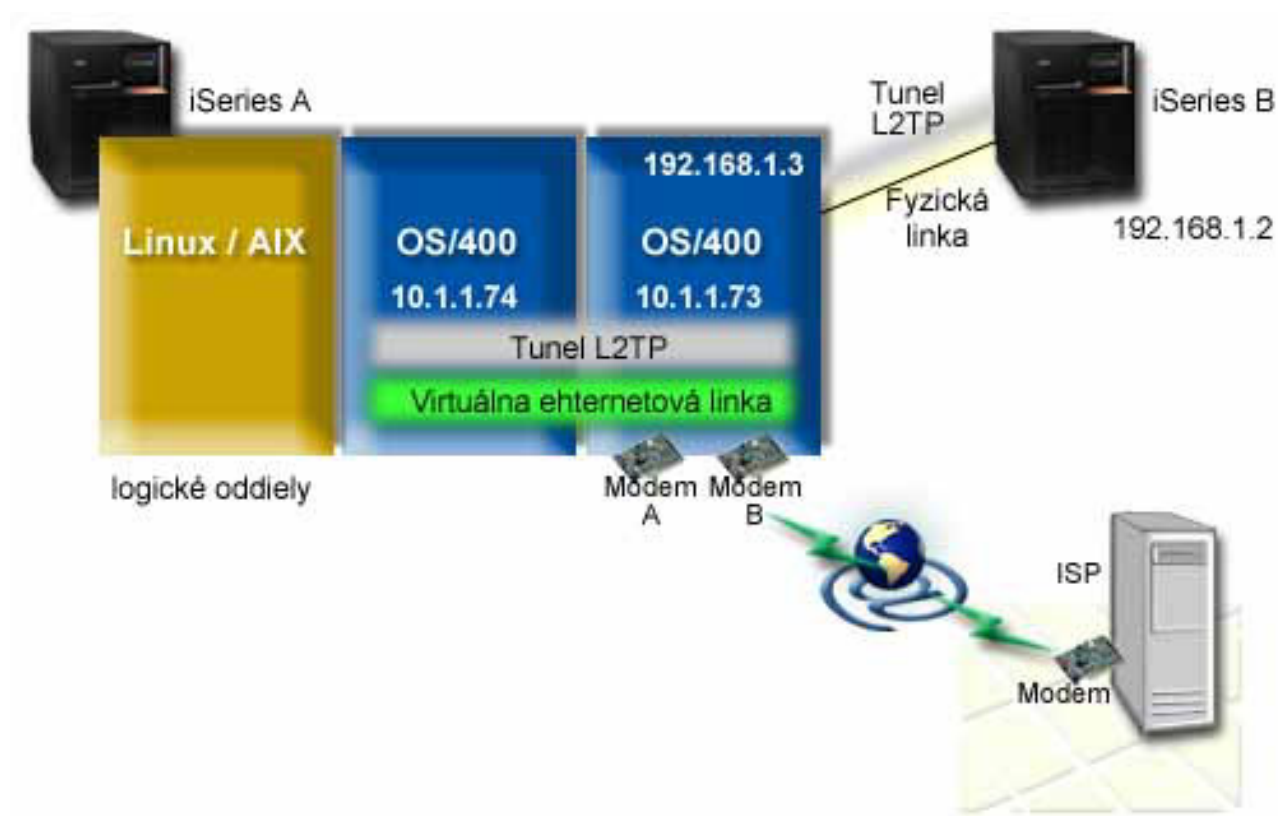 iSeries A
Tunel
L2TP
iSeries B
192.168.1.3
Fyzická
linka
192.168.1.2
Linux / AIX
OS/400
OS/400
10.1.1.74
10.1.1.73
Tunel L2TP
Virtuálna ehternetová linka
logické oddiely
Modem
A
Modem
B
ISP
Modem